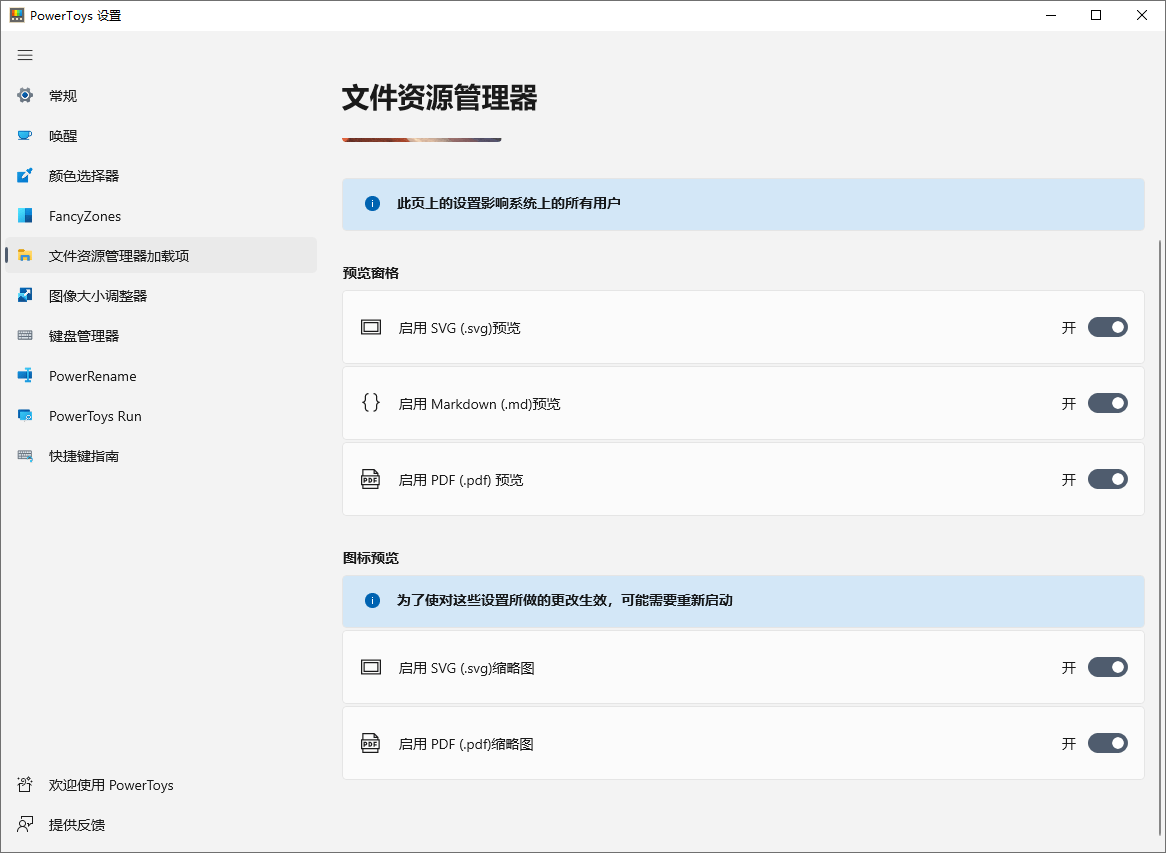 PowerToys 设置
常规
唤醒
颜色选择器
FancyZones
文件资源管理器加载项
图像大小调整器
键盘管理器
PowerRename
PowerToys Run
快捷键指南
欢迎使用 PowerToys
提供反馈
文件资源管理器
此页上的设置影响系统上的所有用户
预览窗格
启用 SVG (.svg)预览 开
启用 Markdown (.md)预览 开
PDF 启用 PDF (.pdf) 预览 开
图标预览
为了使对这些设置所做的更改生效，可能需要重新启动
启用 SVG (.svg)缩略图 开
PDF 启用 PDF (.pdf)缩略图 开